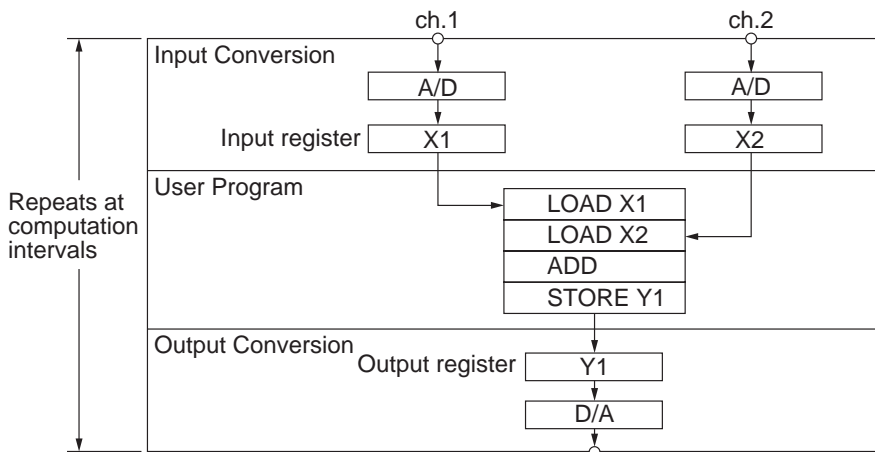 ch.1
ch.2
Input Conversion
A/D
A/D
Input register
X1
X2
Repeats at
computation
intervals
User Program
LOAD X1
LOAD X2
ADD
STORE Y1
Output Conversion
Output register
Y1
D/A